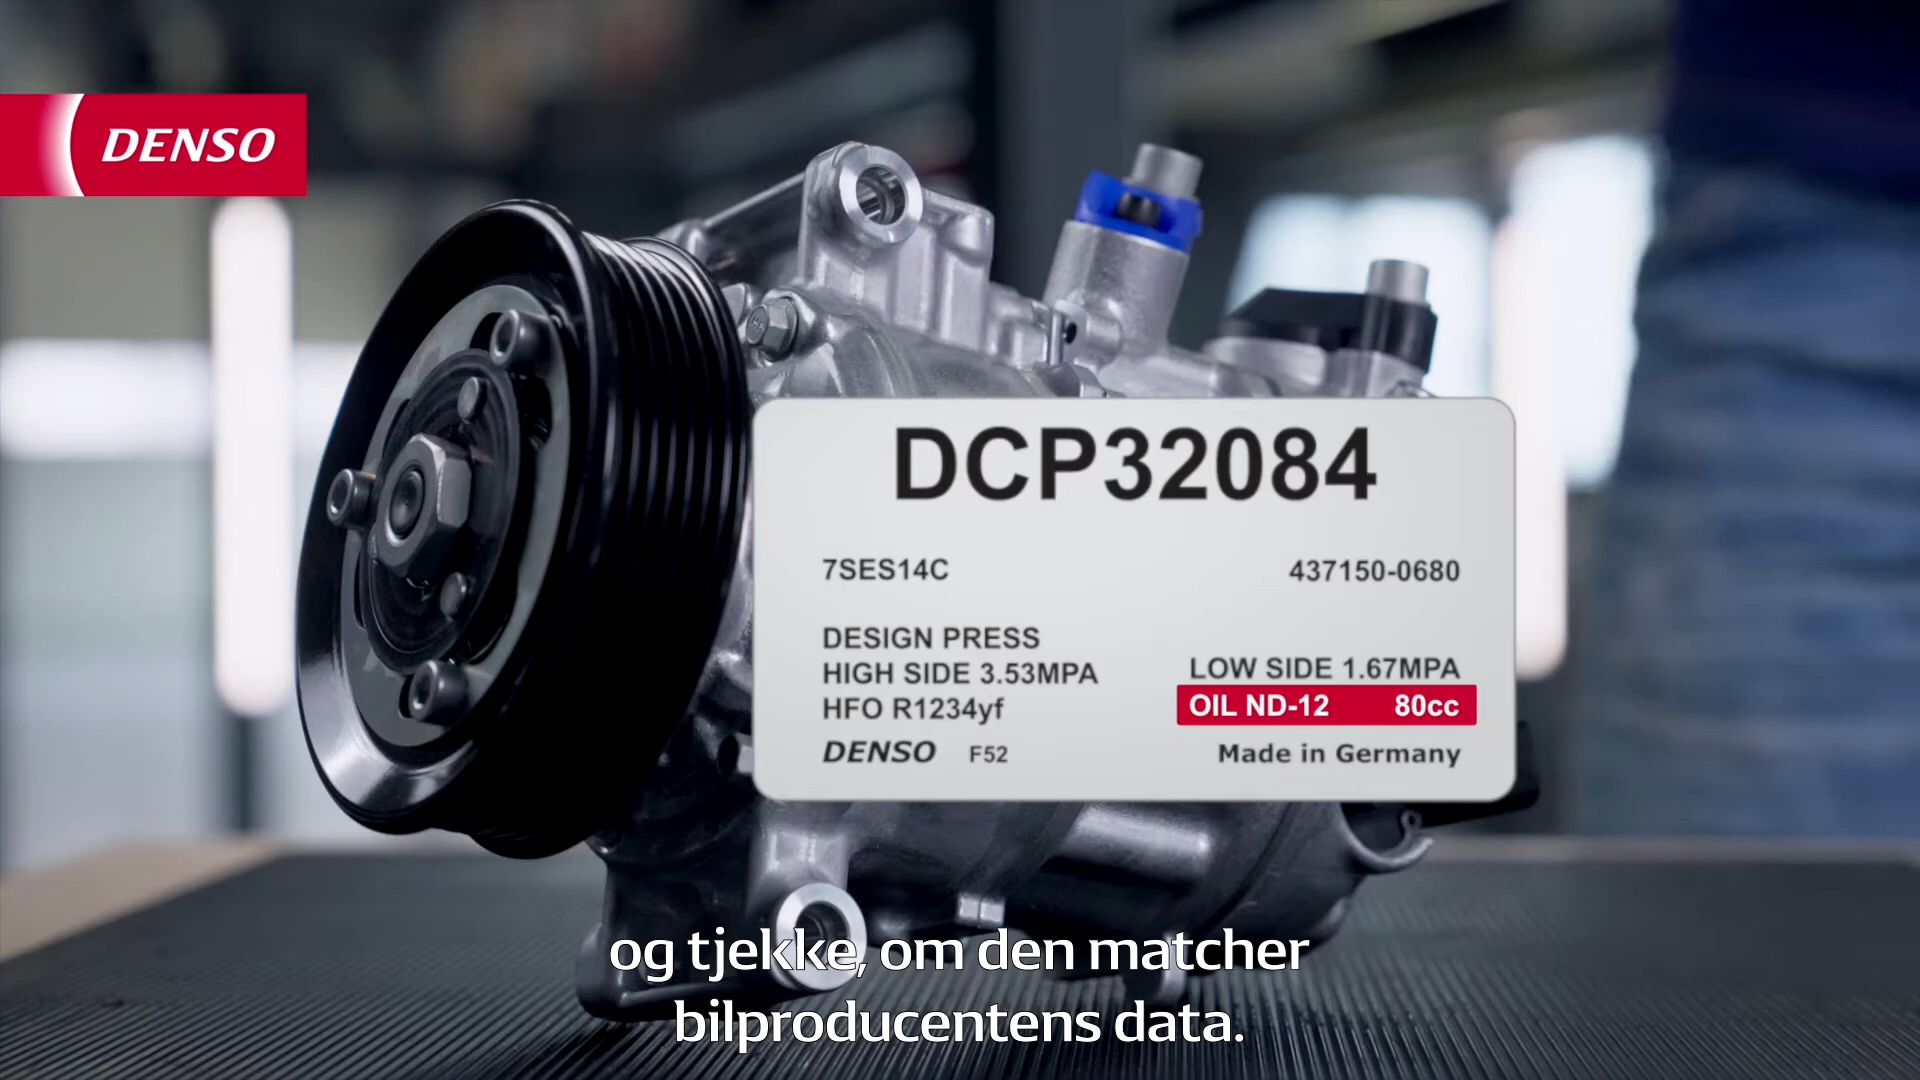 DENSO
DCP32084
7SES14C 437150-0680
DESIGN PRESS
HIGH SIDE 3.53MPA LOW SIDE 1.67MPA
HFO R1234yf OIL ND-12 80cc
DENSO F52 Made in Germany
og tjekke, om den matcher
bilproducentens data.